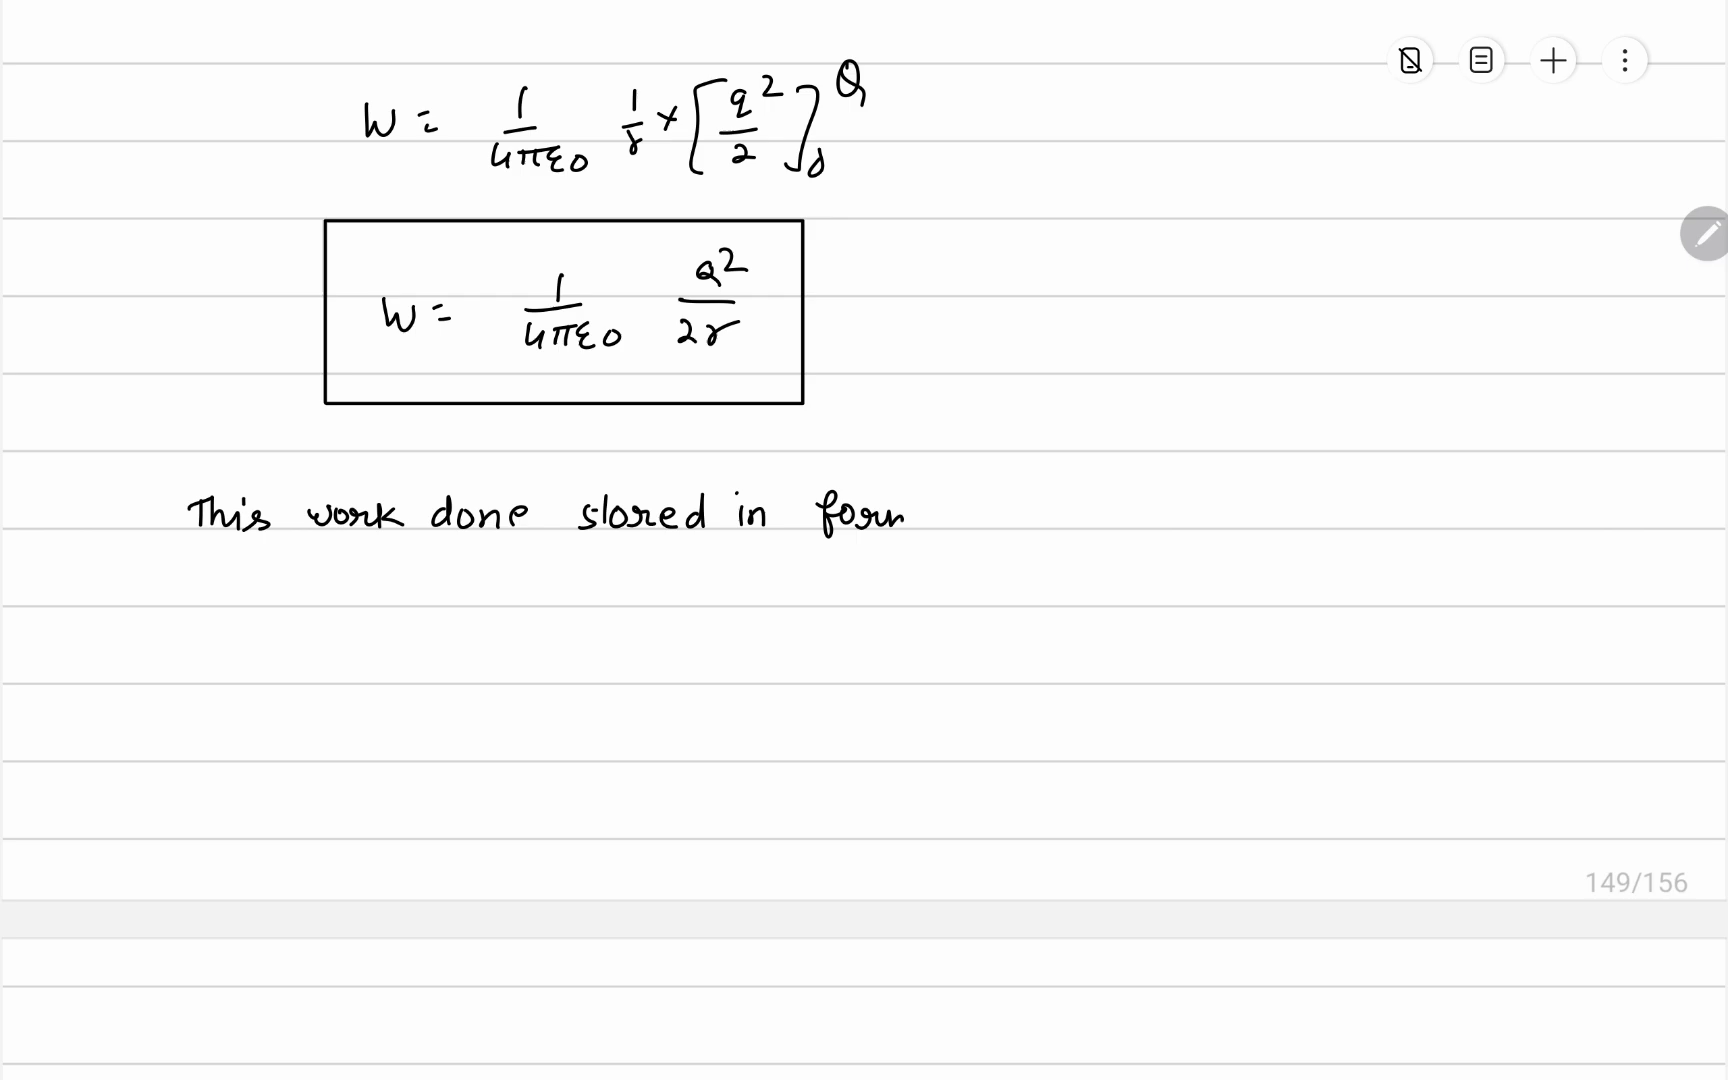 W = 1/4πε0 1/r × [q²/2]₀^Q
W = 1/4πε0 Q²/2r
This work done stored in form
149/156